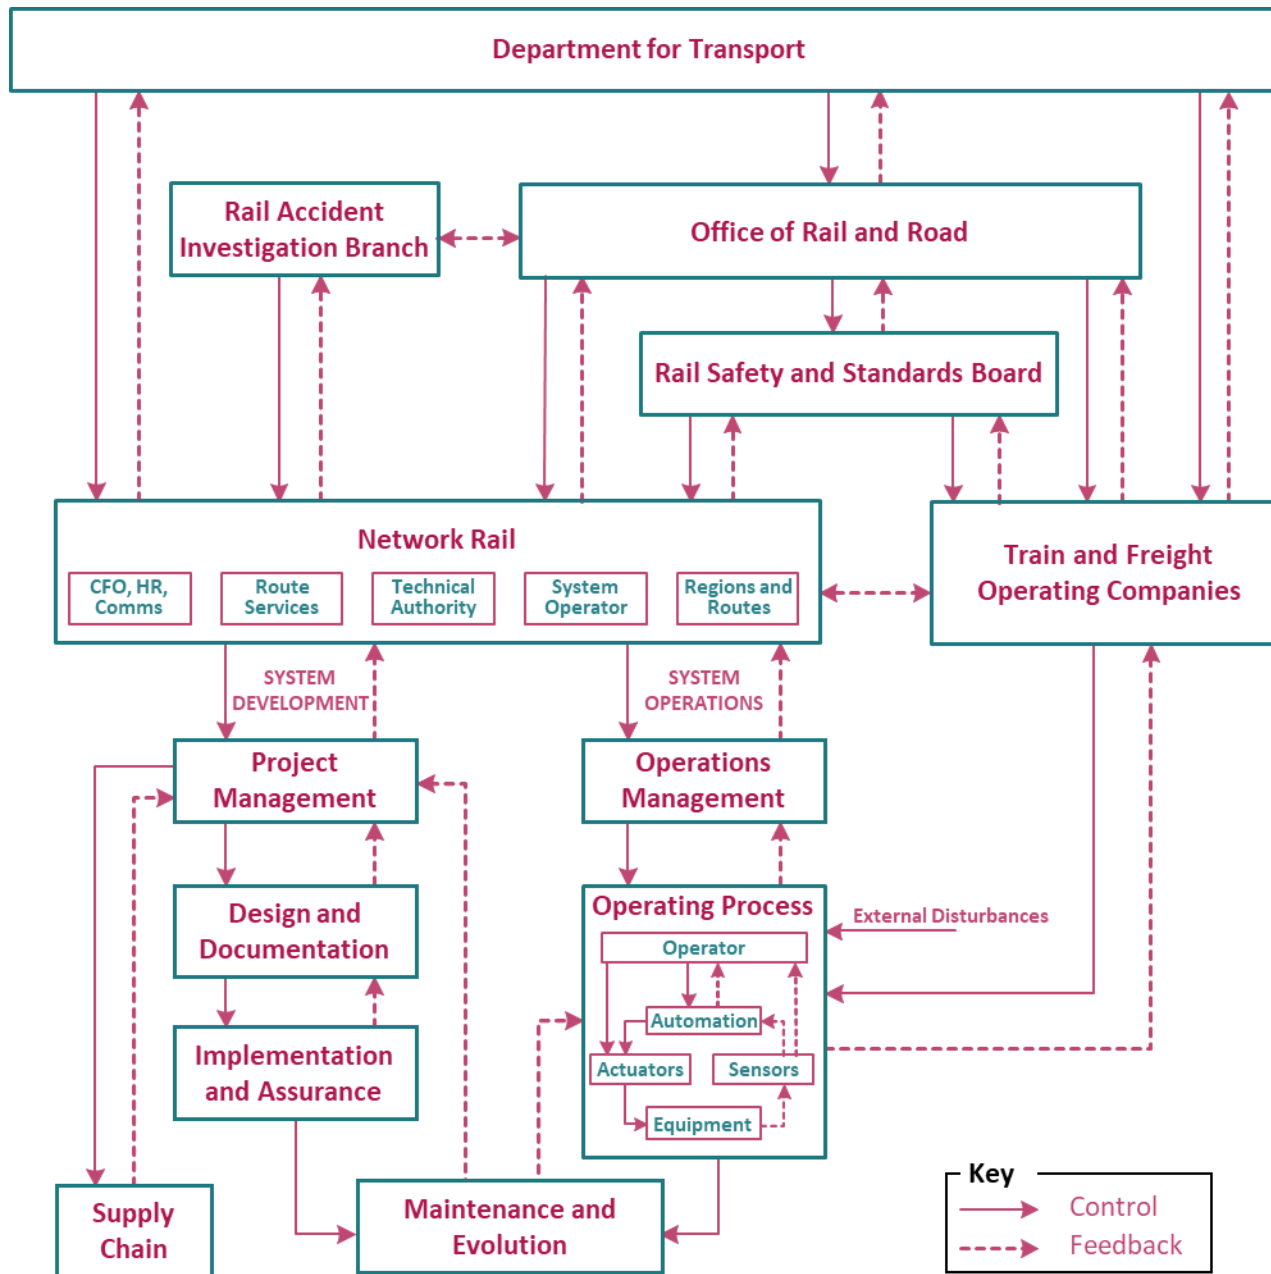 Department for Transport
Rail Accident
Investigation Branch
Office of Rail and Road
Rail Safety and Standards Board
Network Rail
CFO, HR,
Comms
Route
Services
Technical
Authority
System
Operator
Regions and
Routes
Train and Freight
Operating Companies
SYSTEM
DEVELOPMENT
SYSTEM
OPERATIONS
Project
Management
Operations
Management
Design and
Documentation
Operating Process
External Disturbances
Operator
Automation
Actuators
Sensors
Equipment
Implementation
and Assurance
Supply
Chain
Maintenance and
Evolution
Key
Control
Feedback